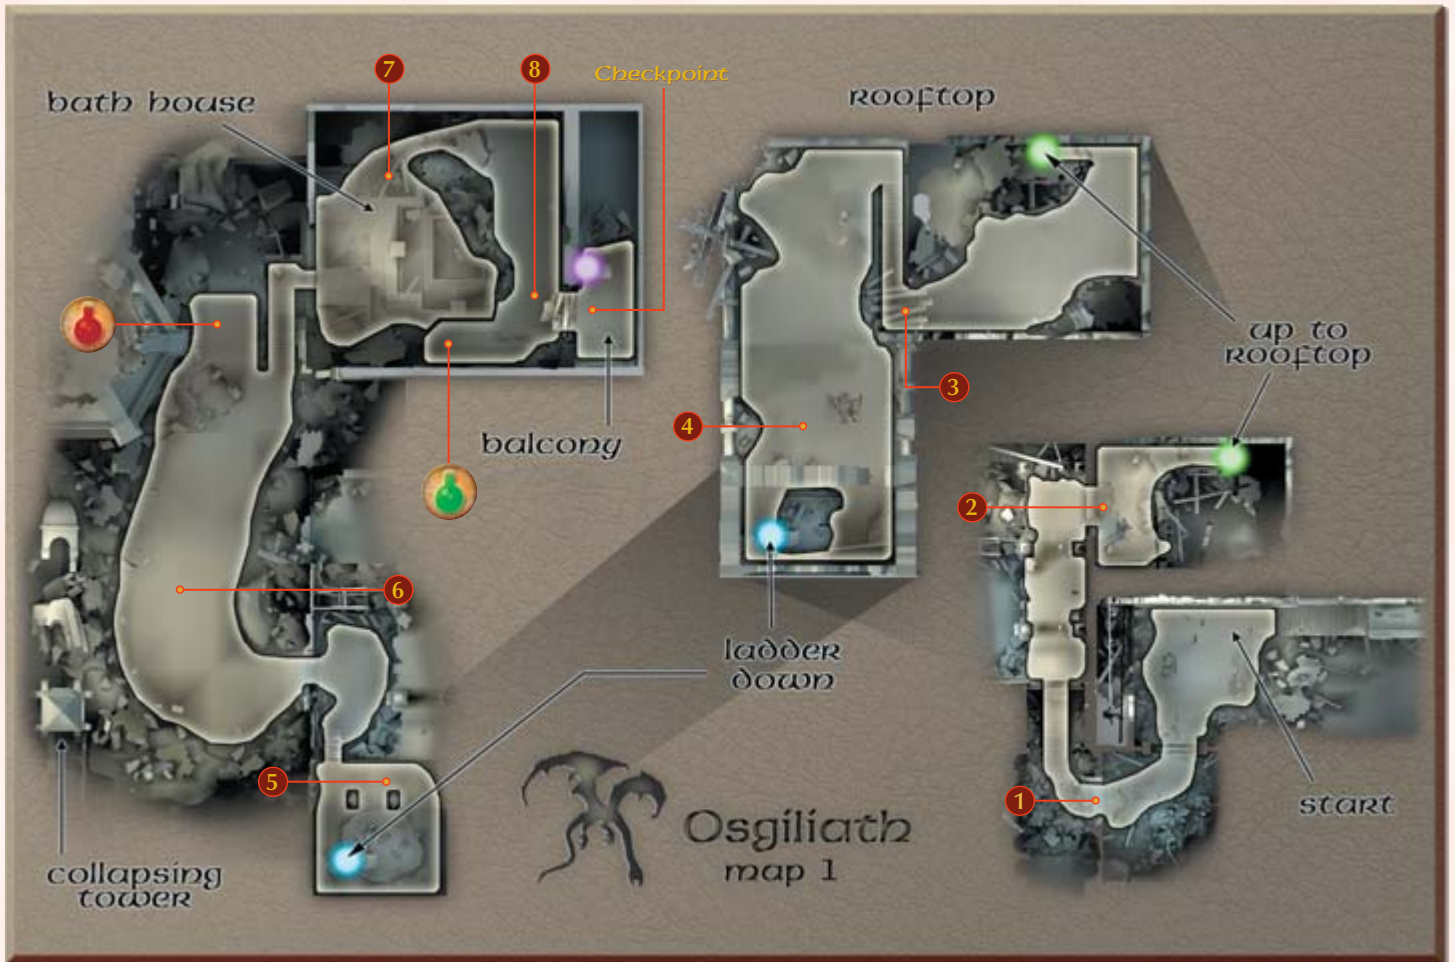 7
8
Checkpoint
bath house
rooftop
up to
rooftop
3
4
balcony
2
6
ladder
down
5
1
start
Osgiliath
map 1
collapsing
tower